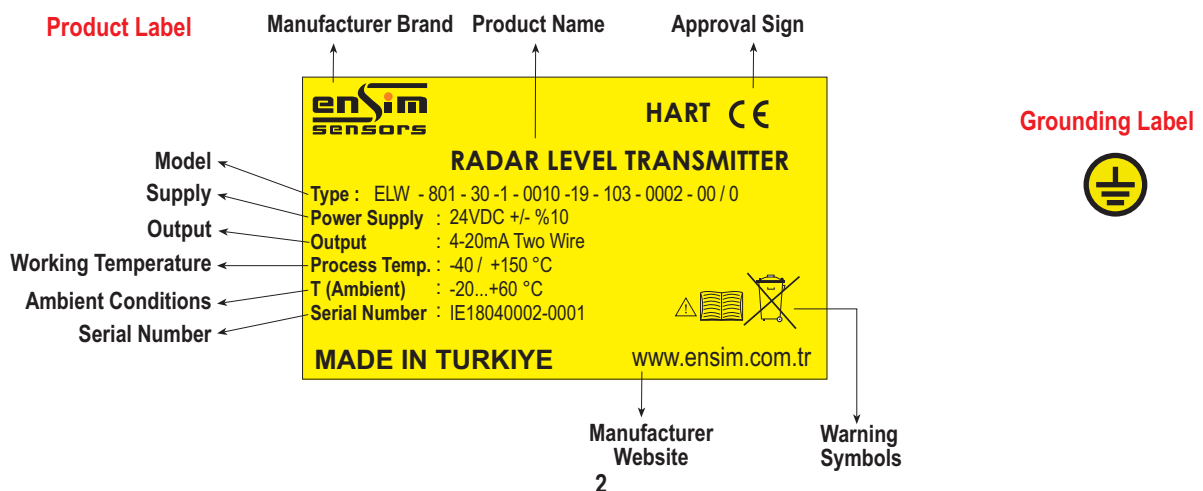 Product Label
Manufacturer Brand
Product Name
Approval Sign
enSim
sensors
HART CE
Grounding Label
RADAR LEVEL TRANSMITTER
Model
Type : ELW - 801 - 30 -1 - 0010 -19 - 103 - 0002 - 00 / 0
Supply
Power Supply : 24VDC +/- %10
Output
Output : 4-20mA Two Wire
Working Temperature
Process Temp. : -40 / +150 °C
Ambient Conditions
T (Ambient) : -20...+60 °C
Serial Number
Serial Number : IE18040002-0001
MADE IN TURKIYE
www.ensim.com.tr
Manufacturer
Website
Warning
Symbols
2